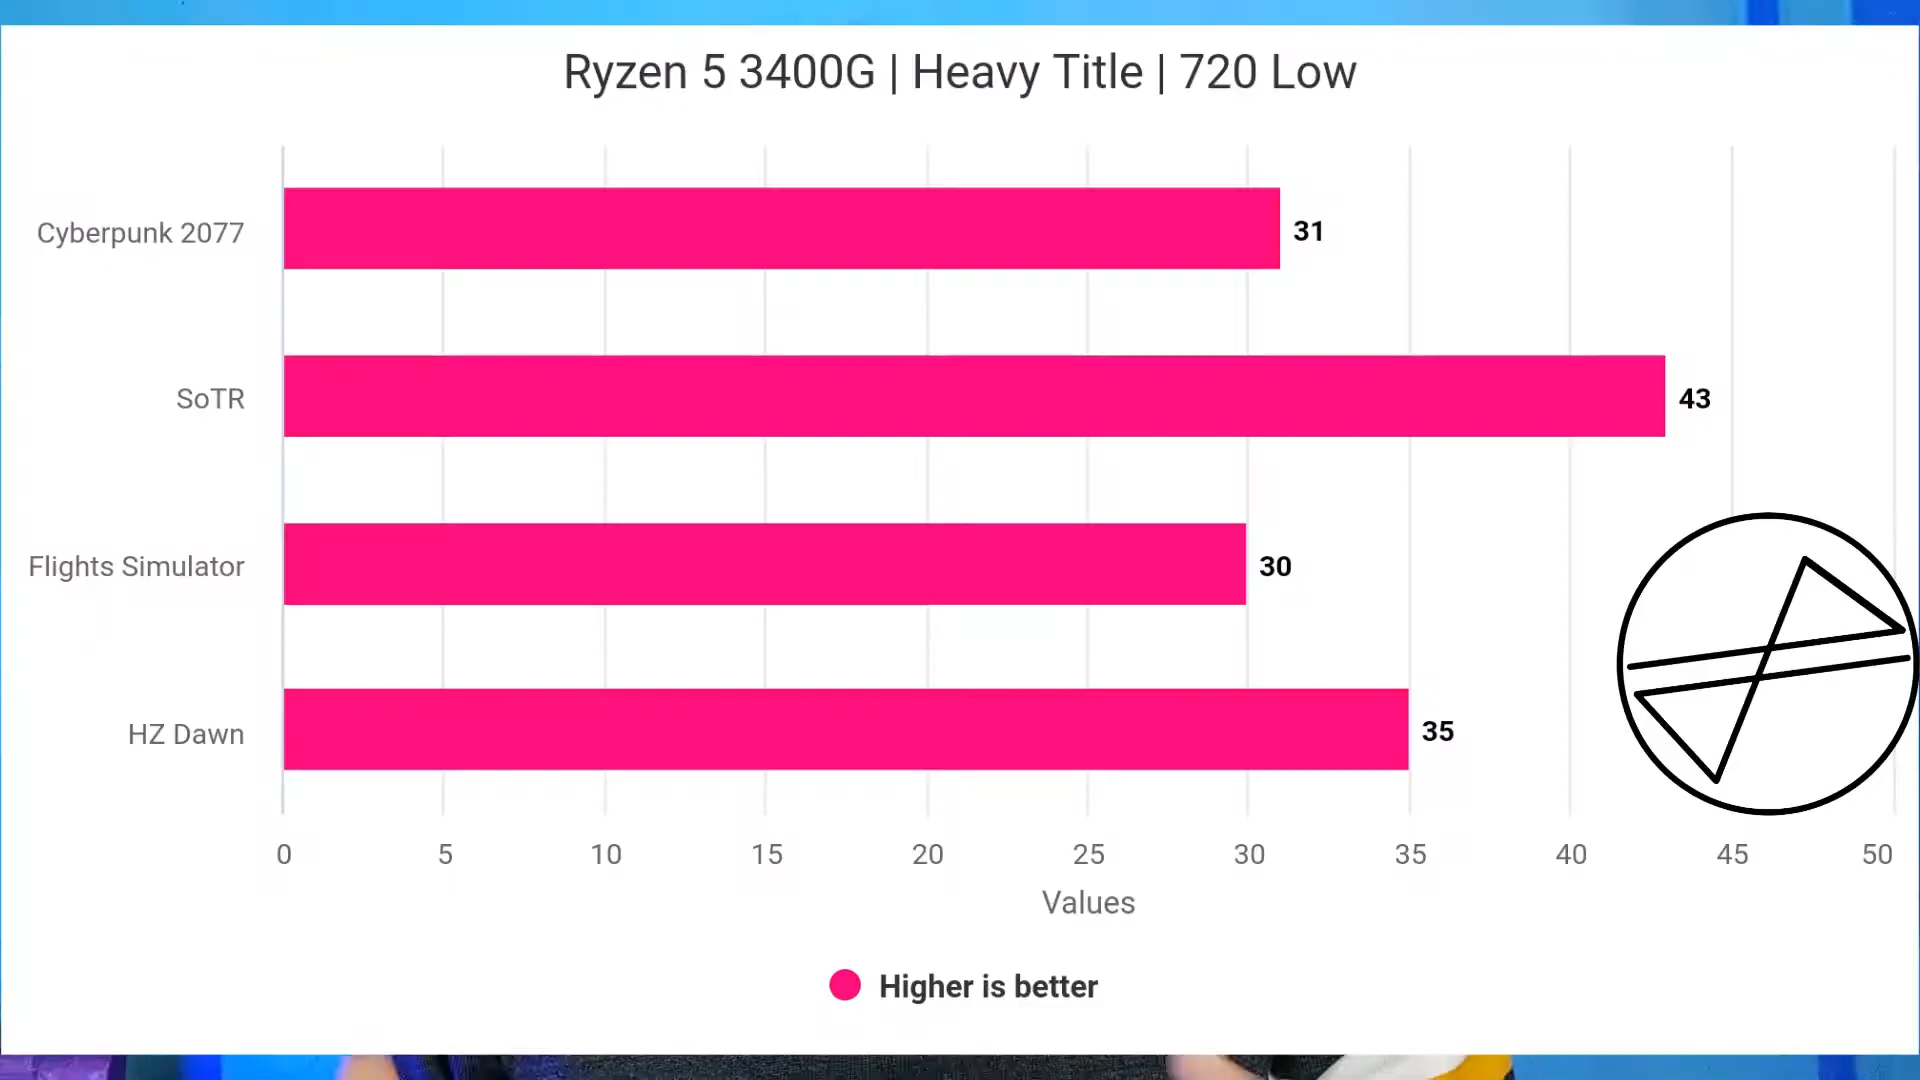 Ryzen 5 3400G | Heavy Title | 720 Low
Cyberpunk 2077
31
SoTR
43
Flights Simulator
30
HZ Dawn
35
0 5 10 15 20 25 30 35 40 45 50
Values
Higher is better